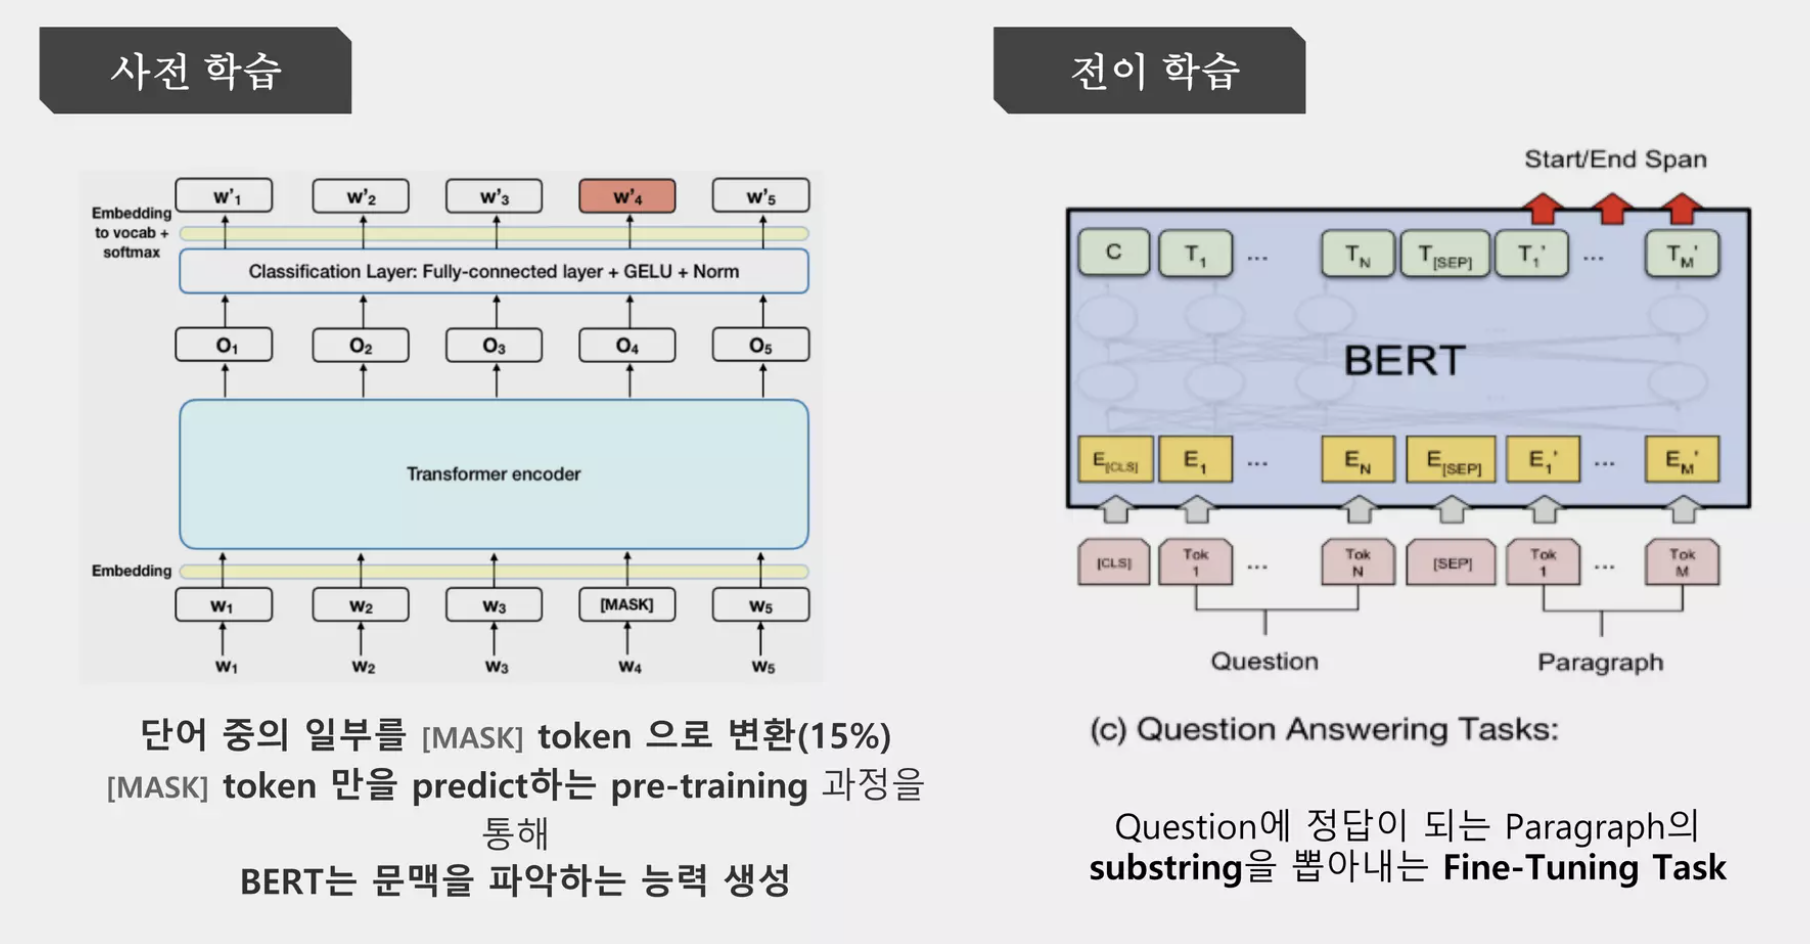 사전 학습
w'₁ w'₂ w'₃ w'₄ w'₅
Embedding
to vocab +
softmax
Classification Layer: Fully-connected layer + GELU + Norm
O₁ O₂ O₃ O₄ O₅
Transformer encoder
Embedding
W₁ W₂ W₃ [MASK] W₅
W₁ W₂ W₃ W₄ W₅
단어 중의 일부를 [MASK] token 으로 변환(15%)
[MASK] token 만을 predict하는 pre-training 과정을
통해
BERT는 문맥을 파악하는 능력 생성
전이 학습
Start/End Span
C T₁ ... T_N T_[SEP] T₁' ... T_M'
BERT
E_[CLS] E₁ ... E_N E_[SEP] E₁' ... E_M'
[CLS] Tok 1 ... Tok N [SEP] Tok 1 ... Tok M
Question Paragraph
(c) Question Answering Tasks:
Question에 정답이 되는 Paragraph의
substring을 뽑아내는 Fine-Tuning Task